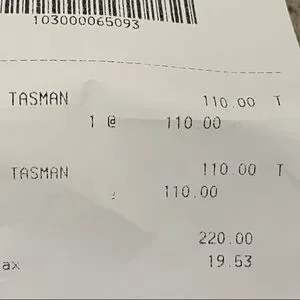 103000065093
TASMAN 110.00 T
1 @ 110.00
TASMAN 110.00 T
110.00
220.00
ax 19.53